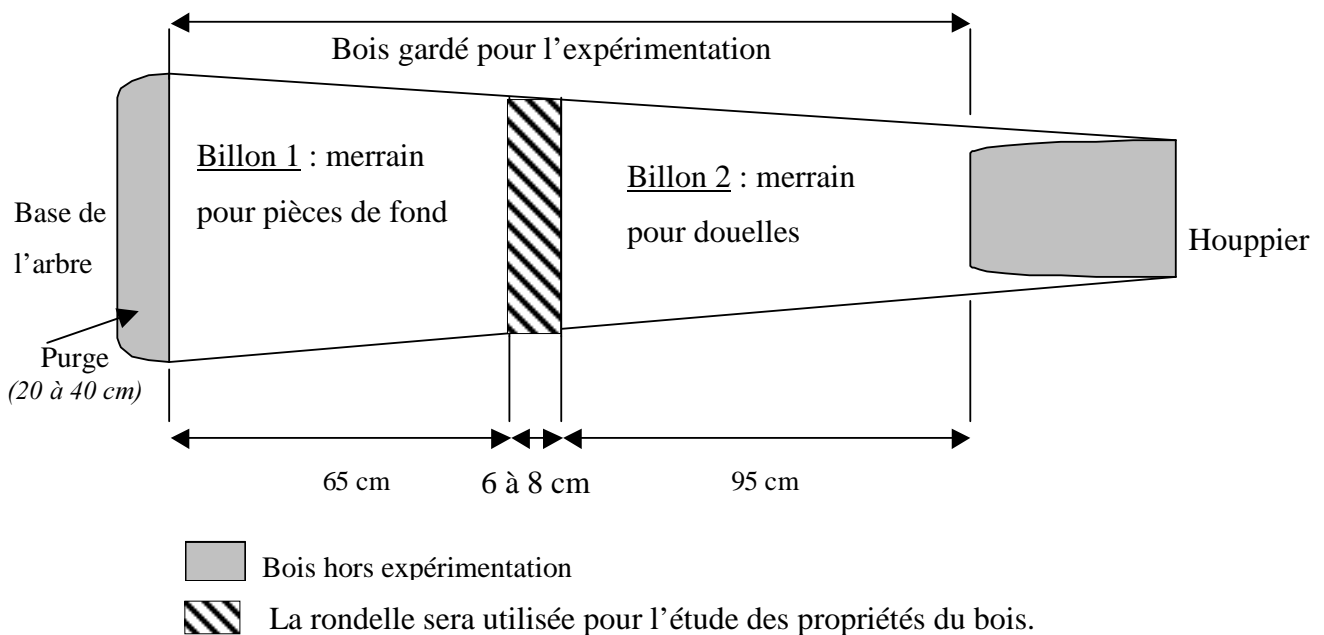 Bois gardé pour l’expérimentation
Billon 1 : merrain
pour pièces de fond
Billon 2 : merrain
pour douelles
Base de
l’arbre
Houppier
Purge
(20 à 40 cm)
65 cm
6 à 8 cm
95 cm
Bois hors expérimentation
La rondelle sera utilisée pour l’étude des propriétés du bois.